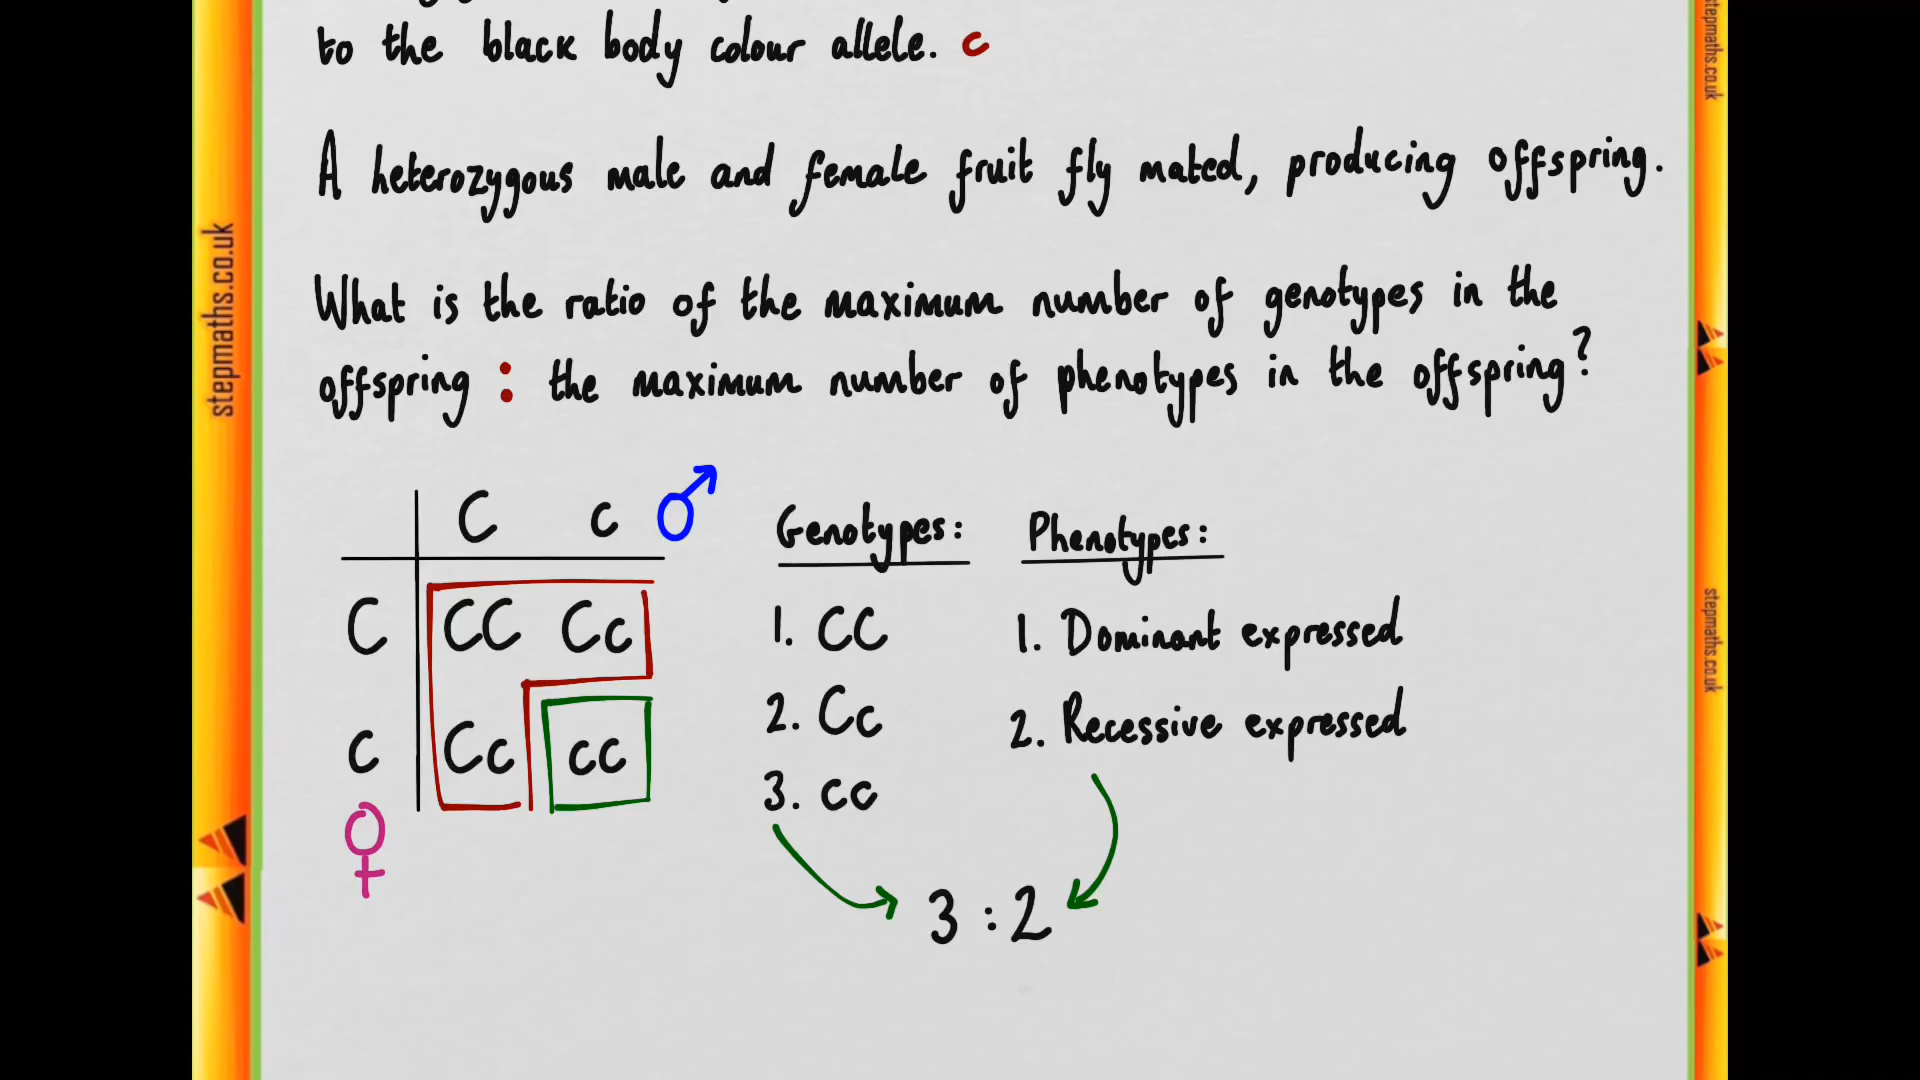 to the black body colour allele. c
A heterozygous male and female fruit fly mated, producing offspring.
What is the ratio of the maximum number of genotypes in the
offspring : the maximum number of phenotypes in the offspring?
C c ♂
C CC Cc
c Cc cc
♀
Genotypes:
1. CC
2. Cc
3. cc
Phenotypes:
1. Dominant expressed
2. Recessive expressed
3 : 2
stepmaths.co.uk
stepmaths.co.uk
stepmaths.co.uk